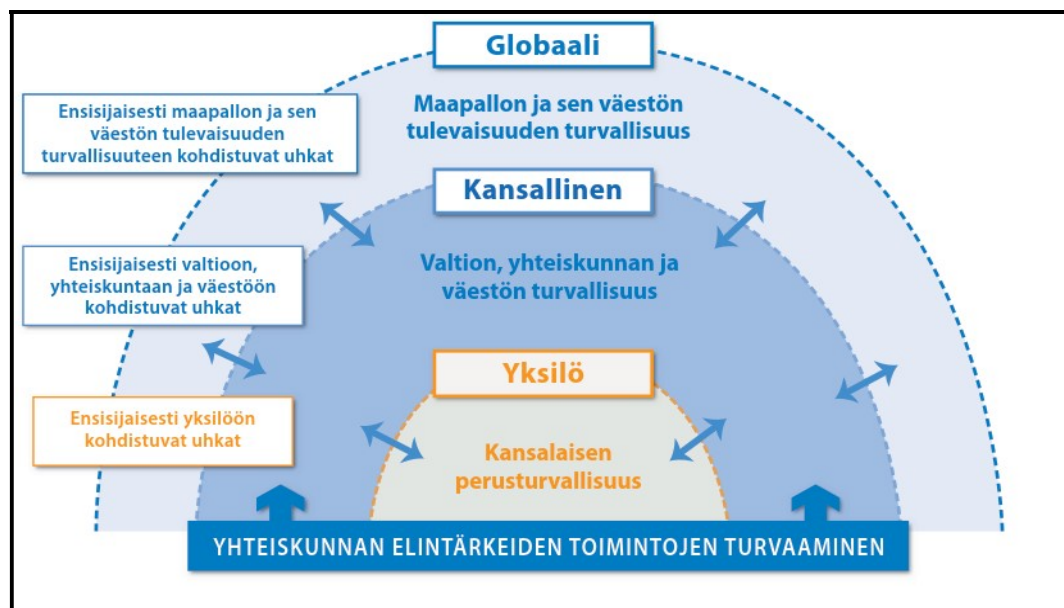 Globaali
Maapallon ja sen väestön
tulevaisuuden turvallisuus
Ensisijaisesti maapallon ja sen
väestön tulevaisuuden
turvallisuuteen kohdistuvat uhkat
Kansallinen
Valtion, yhteiskunnan ja
väestön turvallisuus
Ensisijaisesti valtioon,
yhteiskuntaan ja väestöön
kohdistuvat uhkat
Yksilö
Ensisijaisesti yksilöön
kohdistuvat uhkat
Kansalaisen
perusturvallisuus
YHTEISKUNNAN ELINTÄRKEIDEN TOIMINTOJEN TURVAAMINEN